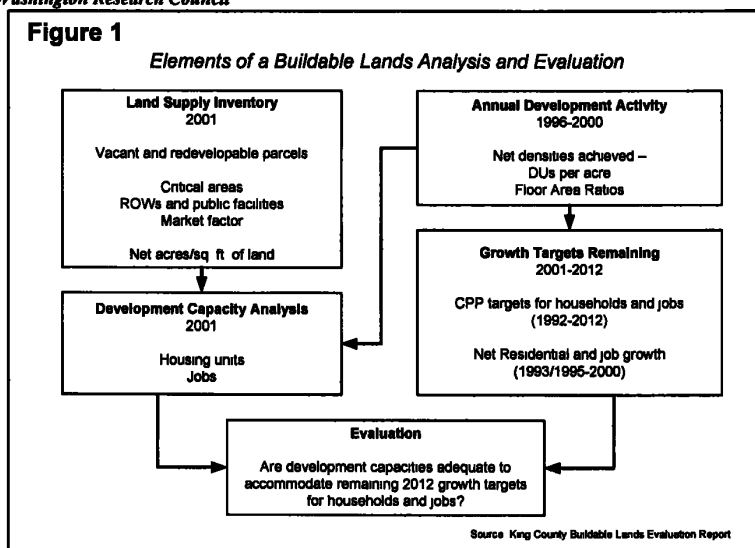 Washington Research Council
Figure 1
Elements of a Buildable Lands Analysis and Evaluation
Land Supply Inventory
2001
Vacant and redevelopable parcels
Critical areas
ROWs and public facilities
Market factor
Net acres/sq ft of land
Annual Development Activity
1996-2000
Net densities achieved –
DUs per acre
Floor Area Ratios
Growth Targets Remaining
2001-2012
CPP targets for households and jobs
(1992-2012)
Net Residential and job growth
(1993/1995-2000)
Development Capacity Analysis
2001
Housing units
Jobs
Evaluation
Are development capacities adequate to
accommodate remaining 2012 growth targets
for households and jobs?
Source King County Buildable Lands Evaluation Report